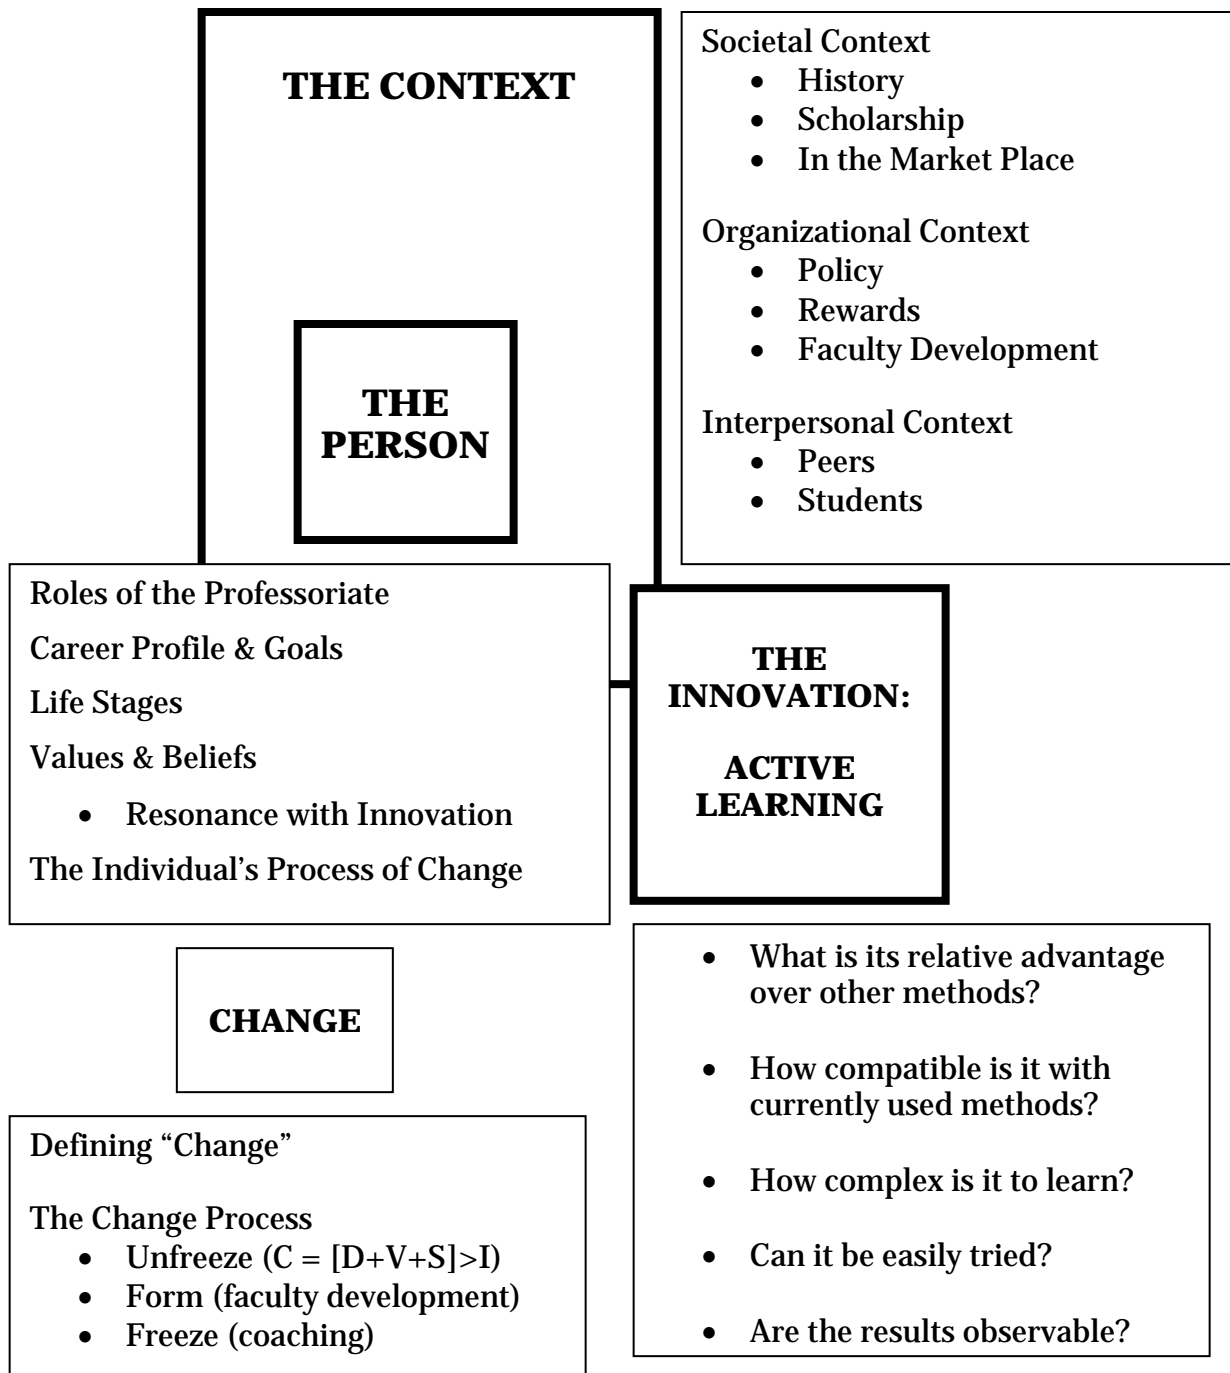 THE CONTEXT
THE
PERSON
Societal Context
• History
• Scholarship
• In the Market Place
Organizational Context
• Policy
• Rewards
• Faculty Development
Interpersonal Context
• Peers
• Students
Roles of the Professoriate
Career Profile & Goals
Life Stages
Values & Beliefs
• Resonance with Innovation
The Individual’s Process of Change
THE
INNOVATION:
ACTIVE
LEARNING
CHANGE
Defining “Change”
The Change Process
• Unfreeze (C = [D+V+S]>I)
• Form (faculty development)
• Freeze (coaching)
• What is its relative advantage
over other methods?
• How compatible is it with
currently used methods?
• How complex is it to learn?
• Can it be easily tried?
• Are the results observable?